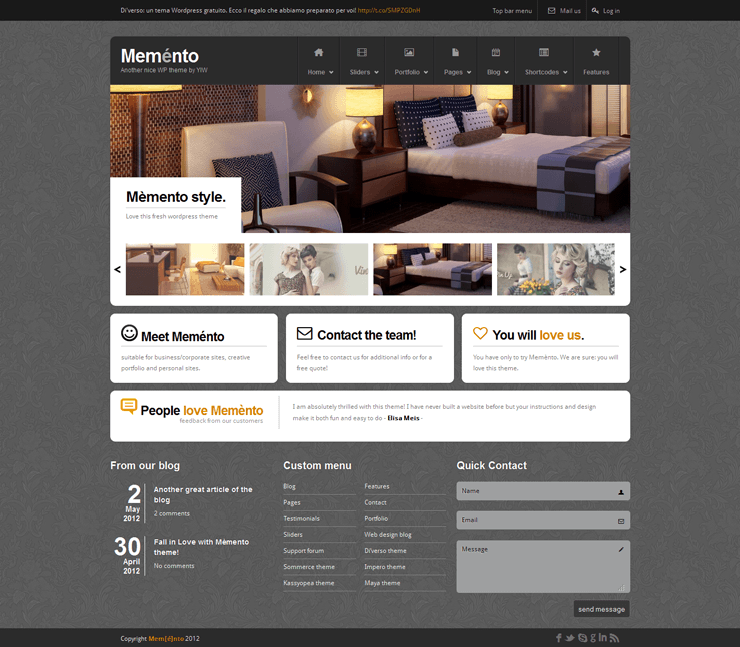 Di'verso: un tema Wordpress gratuito. Ecco il regalo che abbiamo preparato per voi! http://t.co/5MPZGDnH
Top bar menu
Mail us
Log in
Meménto
Another nice WP theme by YIW
Home
Sliders
Portfolio
Pages
Blog
Shortcodes
Features
Mèmento style.
Love this fresh wordpress theme
Meet Meménto
suitable for business/corporate sites, creative
portfolio and personal sites.
Contact the team!
Feel free to contact us for additional info or for a
free quote!
You will love us.
You have only to try Memènto. We are sure: you will
love this theme.
People love Memènto
feedback from our customers
I am absolutely thrilled with this theme! I have never built a website before but your instructions and design
make it both fun and easy to do - Elisa Meis -
From our blog
2
May
2012
Another great article of the
blog
2 comments
30
April
2012
Fall in Love with Mèmento
theme!
No comments
Custom menu
Blog
Features
Pages
Contact
Testimonials
Portfolio
Sliders
Web design blog
Support forum
Di'verso theme
Sommerce theme
Impero theme
Kassyopea theme
Maya theme
Quick Contact
Name
Email
Message
send message
Copyright Mem[é]nto 2012